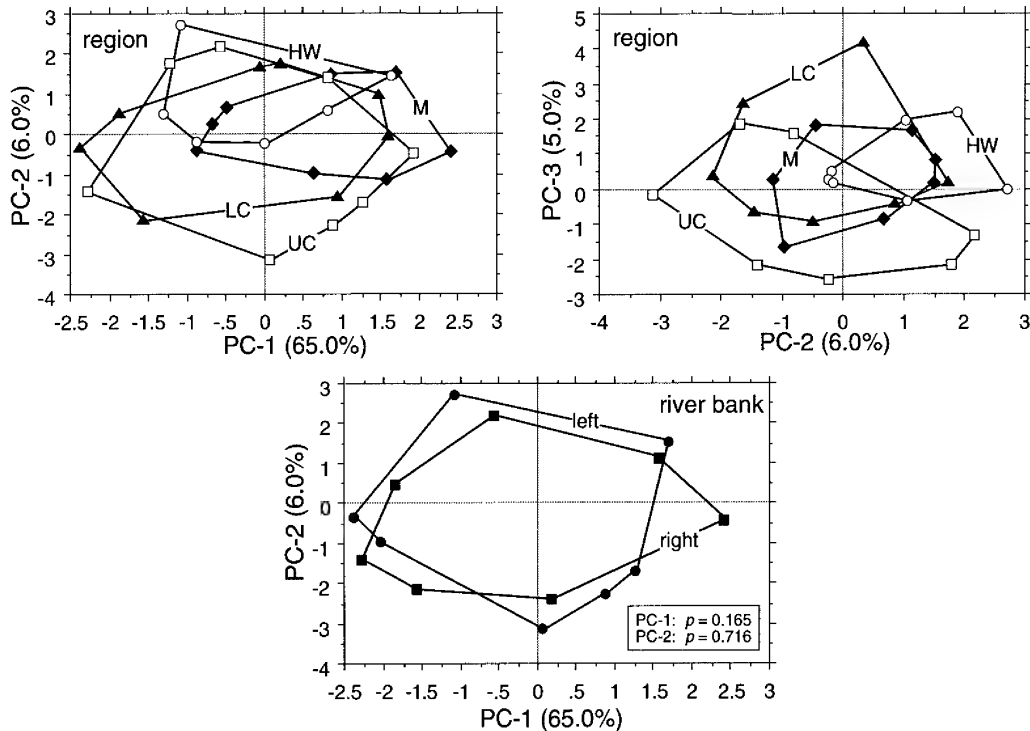 region
HW
M
LC
UC
PC-2 (6.0%)
3
2
1
0
-1
-2
-3
-4
-2.5 -2 -1.5 -1 -.5 0 .5 1 1.5 2 2.5 3
PC-1 (65.0%)
region
LC
HW
M
UC
PC-3 (5.0%)
5
4
3
2
1
0
-1
-2
-3
-4 -3 -2 -1 0 1 2 3
PC-2 (6.0%)
river bank
left
right
PC-2 (6.0%)
3
2
1
0
-1
-2
-3
-4
PC-1: p = 0.165
PC-2: p = 0.716
-2.5 -2 -1.5 -1 -.5 0 .5 1 1.5 2 2.5 3
PC-1 (65.0%)